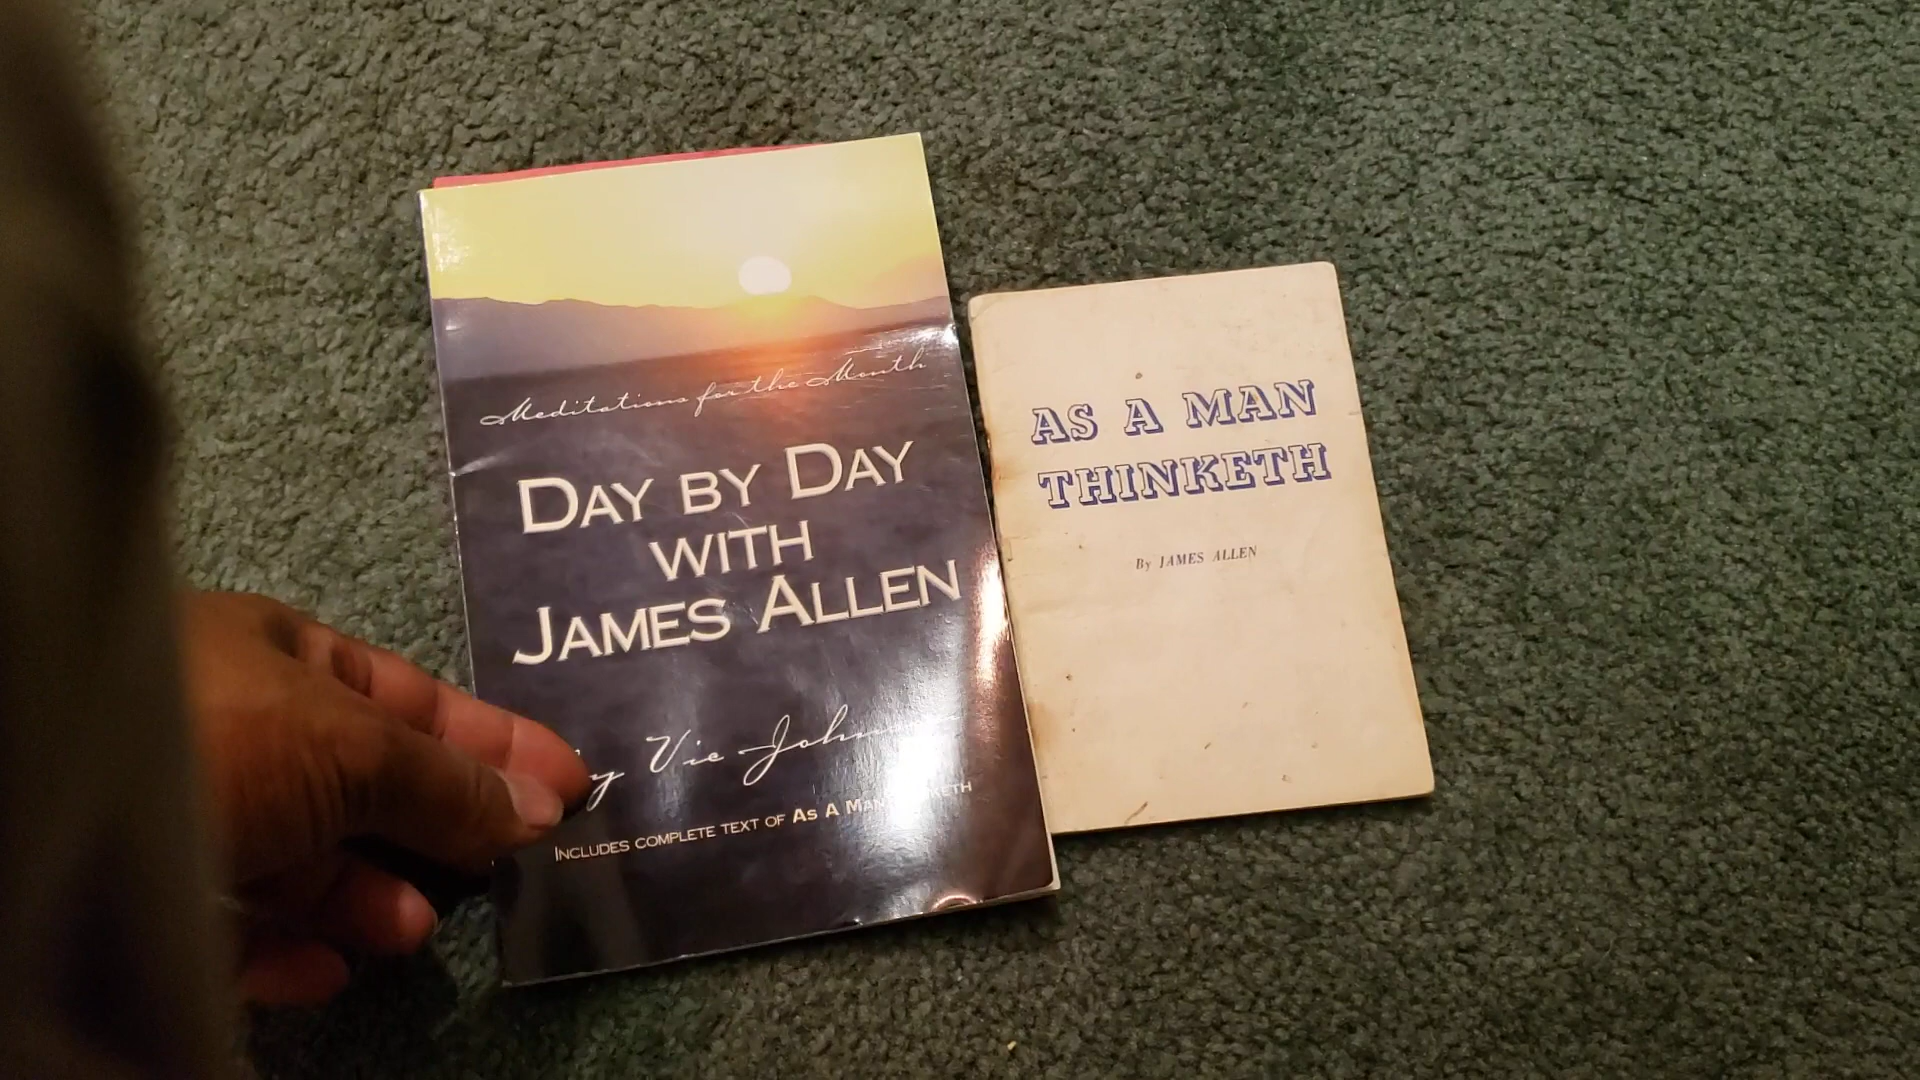 Meditations for the Month
DAY BY DAY
WITH
JAMES ALLEN
Vic
INCLUDES COMPLETE TEXT OF AS A
AS A MAN
THINKETH
By JAMES ALLEN